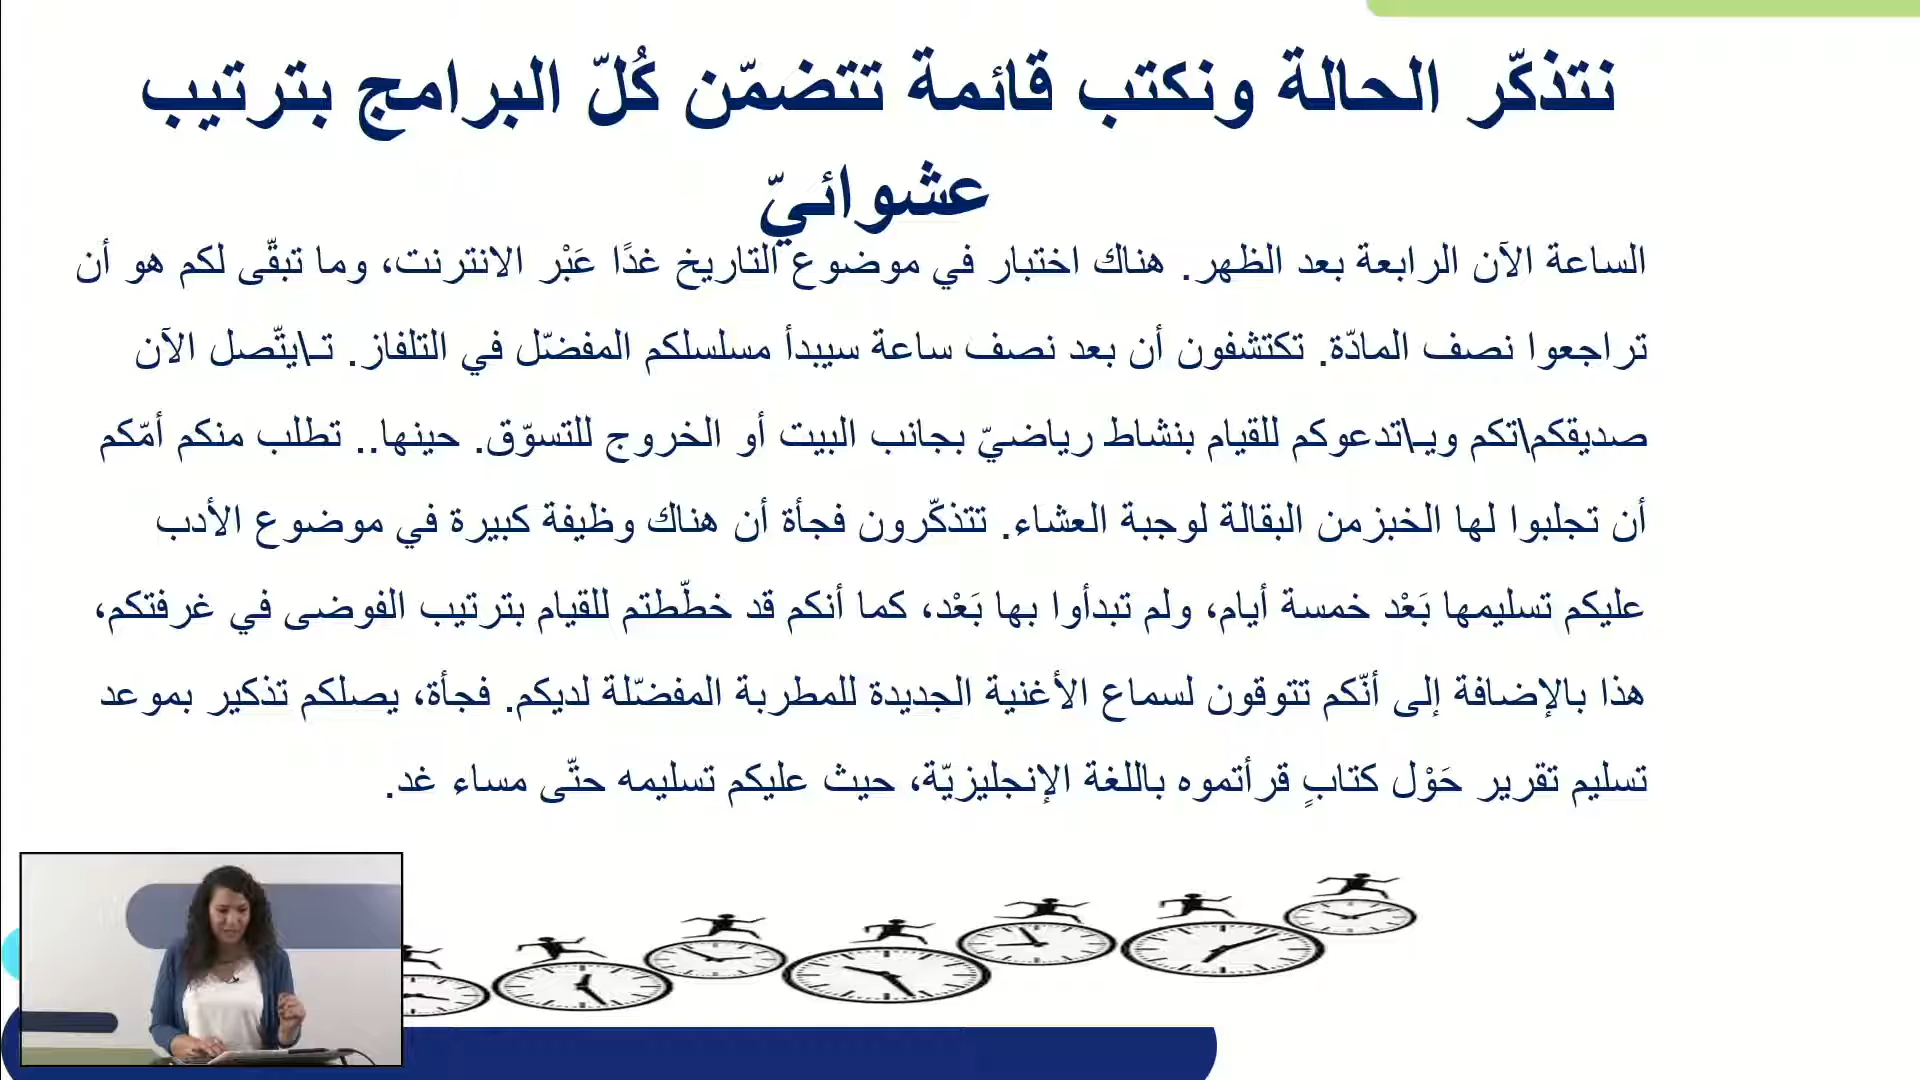 نتذكّر الحالة ونكتب قائمة تتضمّن كُلّ البرامج بترتيب
عشوائيّ
الساعة الآن الرابعة بعد الظهر. هناك اختبار في موضوع التاريخ غدًا عَبْر الانترنت، وما تبقّى لكم هو أن
تراجعوا نصف المادّة. تكتشفون أن بعد نصف ساعة سيبدأ مسلسلكم المفضّل في التلفاز. تـ\يتّصل الآن
صديقكم\تكم ويـ\تدعوكم للقيام بنشاط رياضيّ بجانب البيت أو الخروج للتسوّق. حينها.. تطلب منكم أمّكم
أن تجلبوا لها الخبزمن البقالة لوجبة العشاء. تتذكّرون فجأة أن هناك وظيفة كبيرة في موضوع الأدب
عليكم تسليمها بَعْد خمسة أيام، ولم تبدأوا بها بَعْد، كما أنكم قد خطّطتم للقيام بترتيب الفوضى في غرفتكم،
هذا بالإضافة إلى أنّكم تتوقون لسماع الأغنية الجديدة للمطربة المفضّلة لديكم. فجأة، يصلكم تذكير بموعد
تسليم تقرير حَوْل كتابٍ قرأتموه باللغة الإنجليزيّة، حيث عليكم تسليمه حتّى مساء غد.